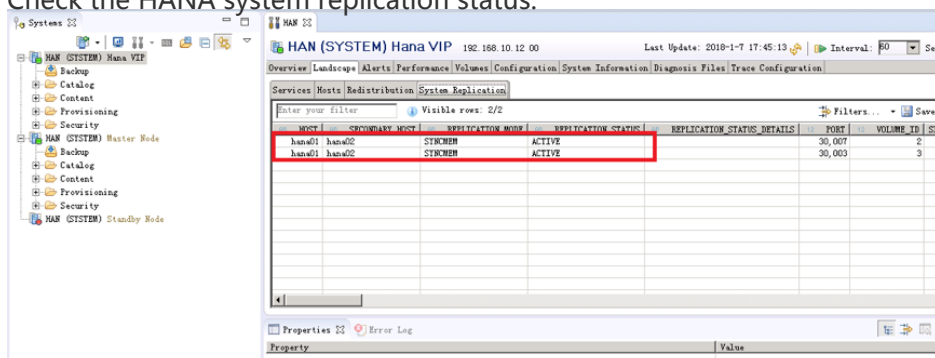 Check the HANA system replication status.
Systems
HAN
HAN (SYSTEM) Hana VIP 192.168.10.12 00 Last Update: 2018-1-7 17:45:13 Interval: 60 Se
HAN (SYSTEM) Hana VIP
Backup
Catalog
Content
Provisioning
Security
HAN (SYSTEM) Master Node
Backup
Catalog
Content
Provisioning
Security
HAN (SYSTEM) Standby Node
Overview Landscape Alerts Performance Volumes Configuration System Information Diagnosis Files Trace Configuration
Services Hosts Redistribution System Replication
Enter your filter Visible rows: 2/2 Filters... Save
HOST SECONDARY_HOST REPLICATION_MODE REPLICATION_STATUS REPLICATION_STATUS_DETAILS PORT VOLUME_ID S
hana01 hana02 SYNCMEM ACTIVE 30,007 2
hana01 hana02 SYNCMEM ACTIVE 30,003 3
Properties Error Log
Property Value